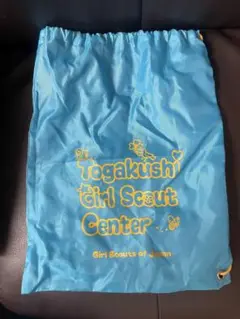 Togakushi
Girl Scout
Center
Girl Scouts of Japan